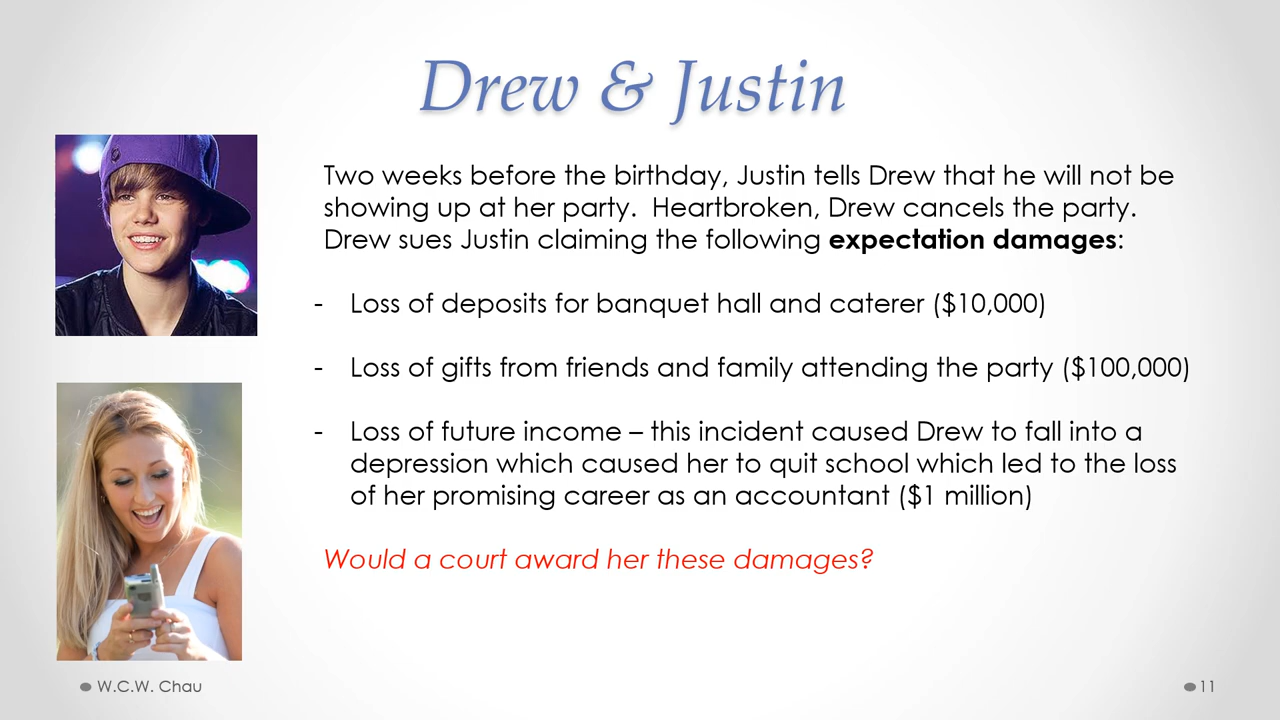 Drew & Justin
Two weeks before the birthday, Justin tells Drew that he will not be
showing up at her party.  Heartbroken, Drew cancels the party.
Drew sues Justin claiming the following expectation damages:
- Loss of deposits for banquet hall and caterer ($10,000)
- Loss of gifts from friends and family attending the party ($100,000)
- Loss of future income – this incident caused Drew to fall into a
depression which caused her to quit school which led to the loss
of her promising career as an accountant ($1 million)
Would a court award her these damages?
W.C.W. Chau
11